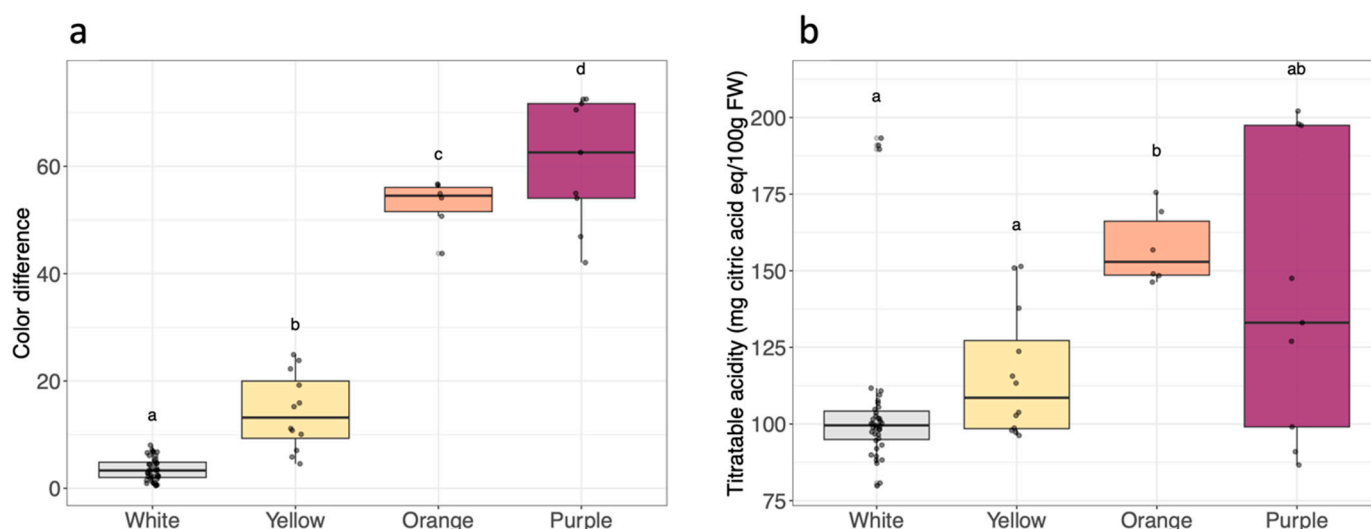 a
Color difference
60
40
20
0
a
b
c
d
White
Yellow
Orange
Purple
b
Titratable acidity (mg citric acid eq/100g FW)
200
175
150
125
100
75
a
a
b
ab
White
Yellow
Orange
Purple